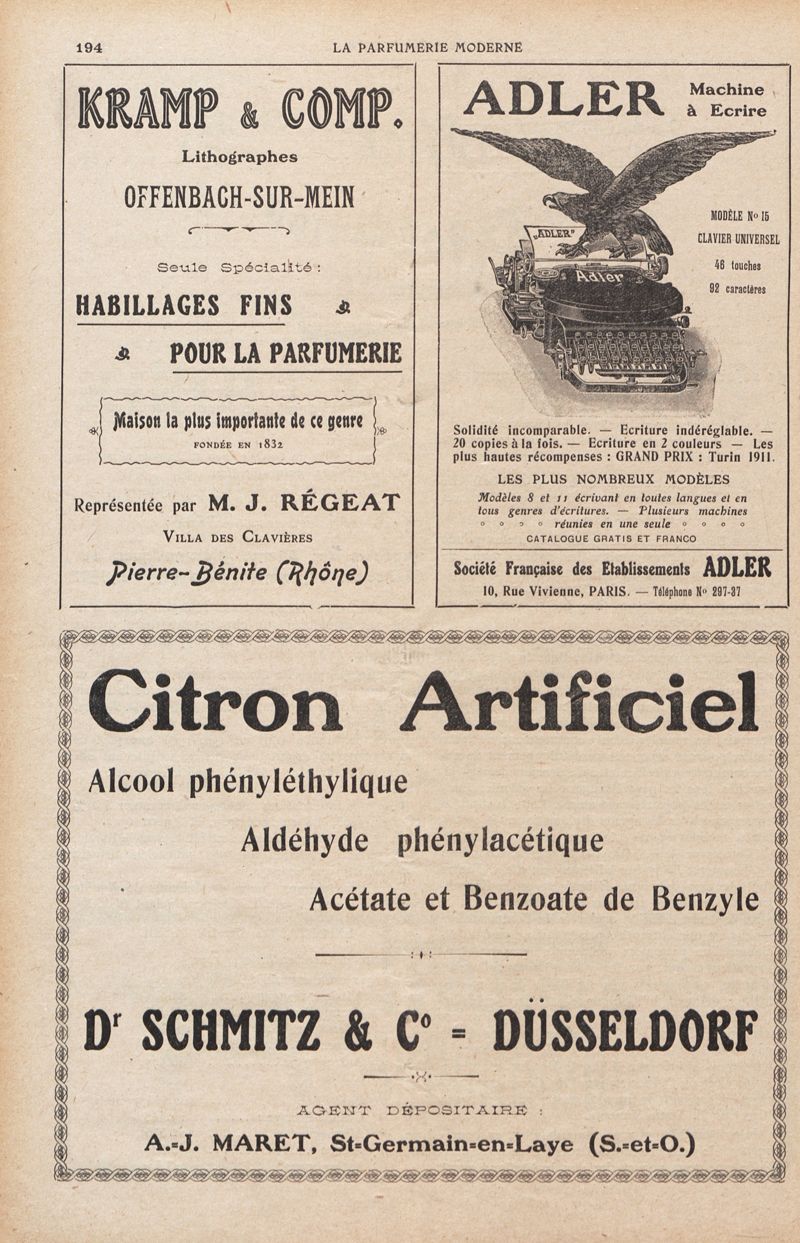 194
LA PARFUMERIE MODERNE
KRAMP & COMP.
Lithographes
OFFENBACH-SUR-MEIN
Seule Spécialité :
HABILLAGES FINS
POUR LA PARFUMERIE
Maison la plus importante de ce genre
FONDÉE EN 1832
Représentée par M. J. RÉGEAT
VILLA DES CLAVIÈRES
Pierre-Bénite (Rhône)
ADLER Machine
à Ecrire
MODÈLE No 15
CLAVIER UNIVERSEL
46 touches
92 caractères
„ADLER"
Adler
Solidité incomparable. — Ecriture indéréglable. —
20 copies à la fois. — Ecriture en 2 couleurs — Les
plus hautes récompenses : GRAND PRIX : Turin 1911.
LES PLUS NOMBREUX MODÈLES
Modèles 8 et 11 écrivant en toutes langues et en
tous genres d'écritures. — Plusieurs machines
réunies en une seule
CATALOGUE GRATIS ET FRANCO
Société Française des Etablissements ADLER
10, Rue Vivienne, PARIS. — Téléphone No 297-37
Citron Artificiel
Alcool phényléthylique
Aldéhyde phénylacétique
Acétate et Benzoate de Benzyle
Dr SCHMITZ & Co = DÜSSELDORF
AGENT DÉPOSITAIRE :
A.=J. MARET, St=Germain=en=Laye (S.=et=O.)